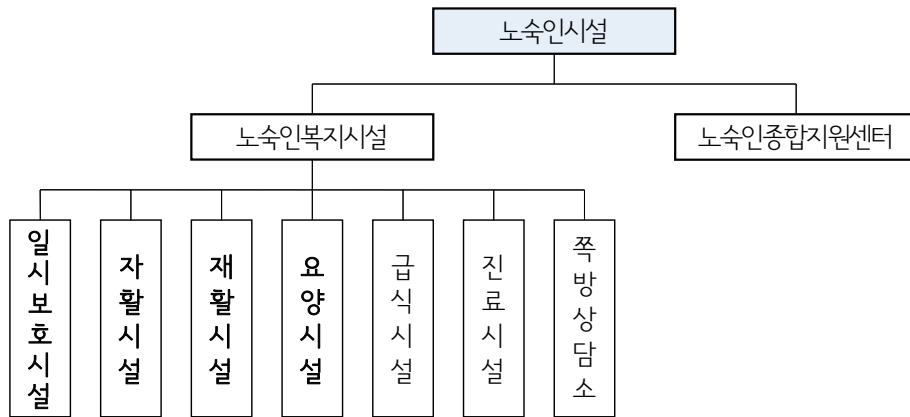 노숙인시설
노숙인복지시설
노숙인종합지원센터
일시보호시설
자활시설
재활시설
요양시설
급식시설
진료시설
쪽방상담소